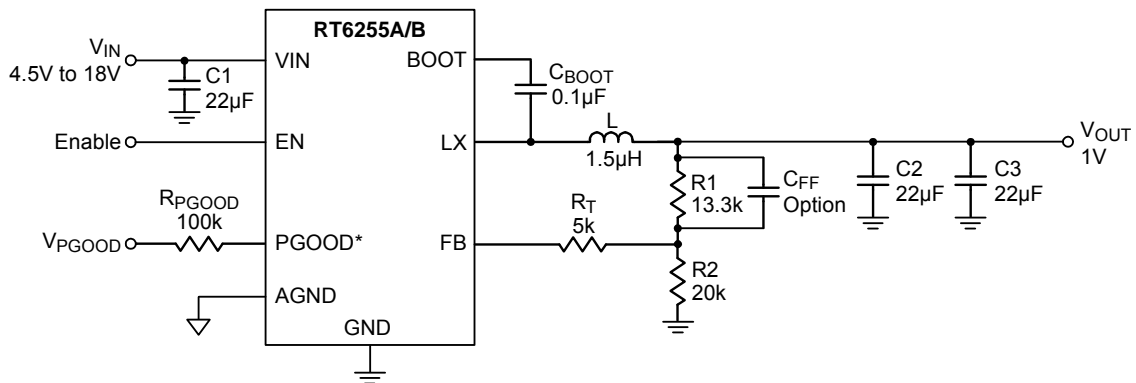 RT6255A/B
VIN
4.5V to 18V
C1
22μF
VIN
BOOT
CBOOT
0.1μF
Enable
EN
LX
L
1.5μH
VOUT
1V
R1
13.3k
CFF
Option
C2
22μF
C3
22μF
RPGOOD
100k
VPGOOD
PGOOD*
FB
RT
5k
R2
20k
AGND
GND